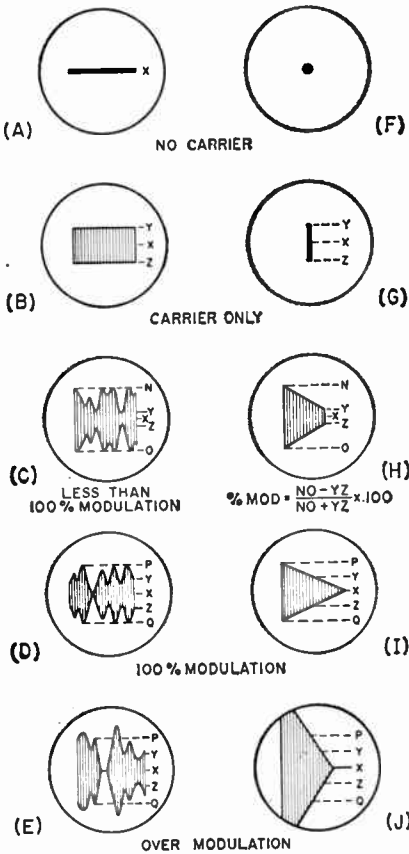 X
(A)
(F)
NO CARRIER
Y
X
Z
(B)
Y
X
Z
(G)
CARRIER ONLY
N
Y
X
Z
O
(C)
N
Y
X
Z
O
(H)
LESS THAN
100% MODULATION
% MOD = NO-YZ / NO+YZ X.100
P
Y
X
Z
Q
(D)
P
Y
X
Z
Q
(I)
100% MODULATION
P
Y
X
Z
Q
(E)
P
Y
X
Z
Q
(J)
OVER MODULATION